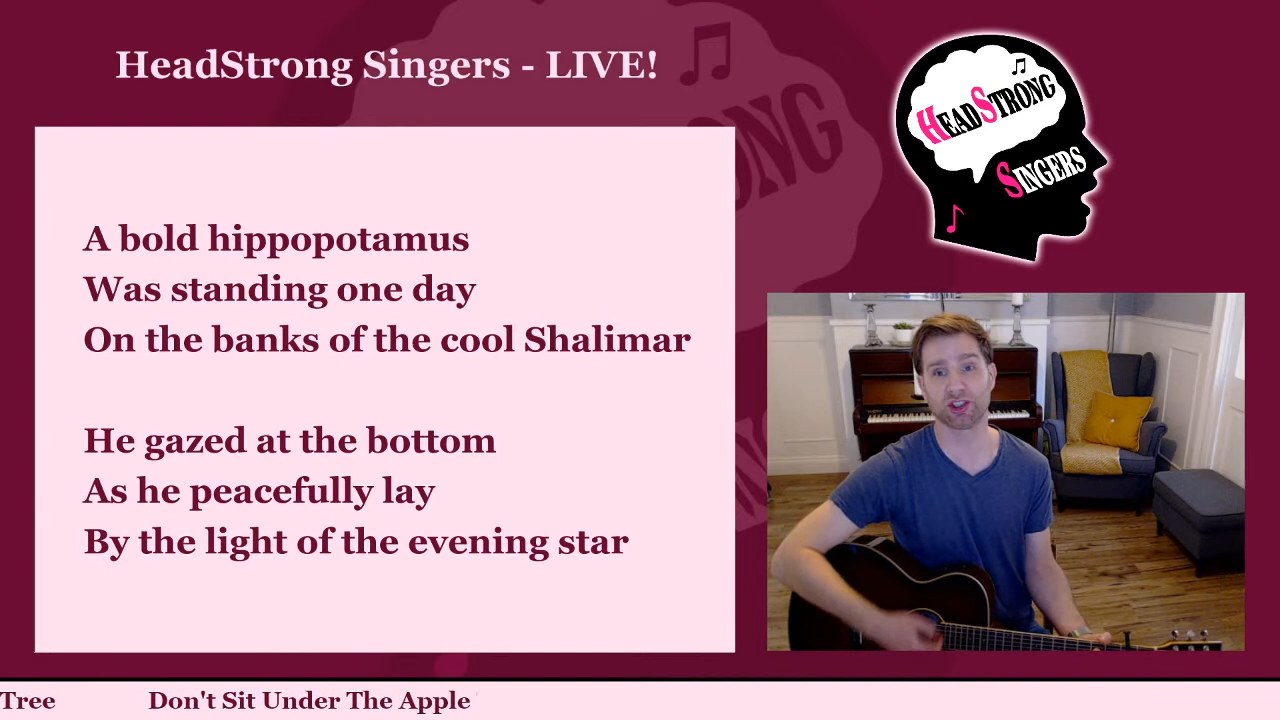 HeadStrong Singers - LIVE!
HEADSTRONG
SINGERS
A bold hippopotamus
Was standing one day
On the banks of the cool Shalimar
He gazed at the bottom
As he peacefully lay
By the light of the evening star
Tree Don't Sit Under The Apple